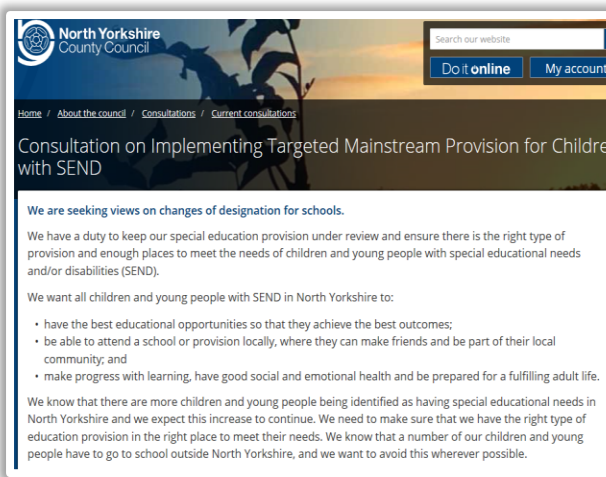 North Yorkshire
County Council
Search our website
Do it online
My account
Home / About the council / Consultations / Current consultations
Consultation on Implementing Targeted Mainstream Provision for Childre
with SEND
We are seeking views on changes of designation for schools.
We have a duty to keep our special education provision under review and ensure there is the right type of
provision and enough places to meet the needs of children and young people with special educational needs
and/or disabilities (SEND).
We want all children and young people with SEND in North Yorkshire to:
• have the best educational opportunities so that they achieve the best outcomes;
• be able to attend a school or provision locally, where they can make friends and be part of their local
community; and
• make progress with learning, have good social and emotional health and be prepared for a fulfilling adult life.
We know that there are more children and young people being identified as having special educational needs in
North Yorkshire and we expect this increase to continue. We need to make sure that we have the right type of
education provision in the right place to meet their needs. We know that a number of our children and young
people have to go to school outside North Yorkshire, and we want to avoid this wherever possible.